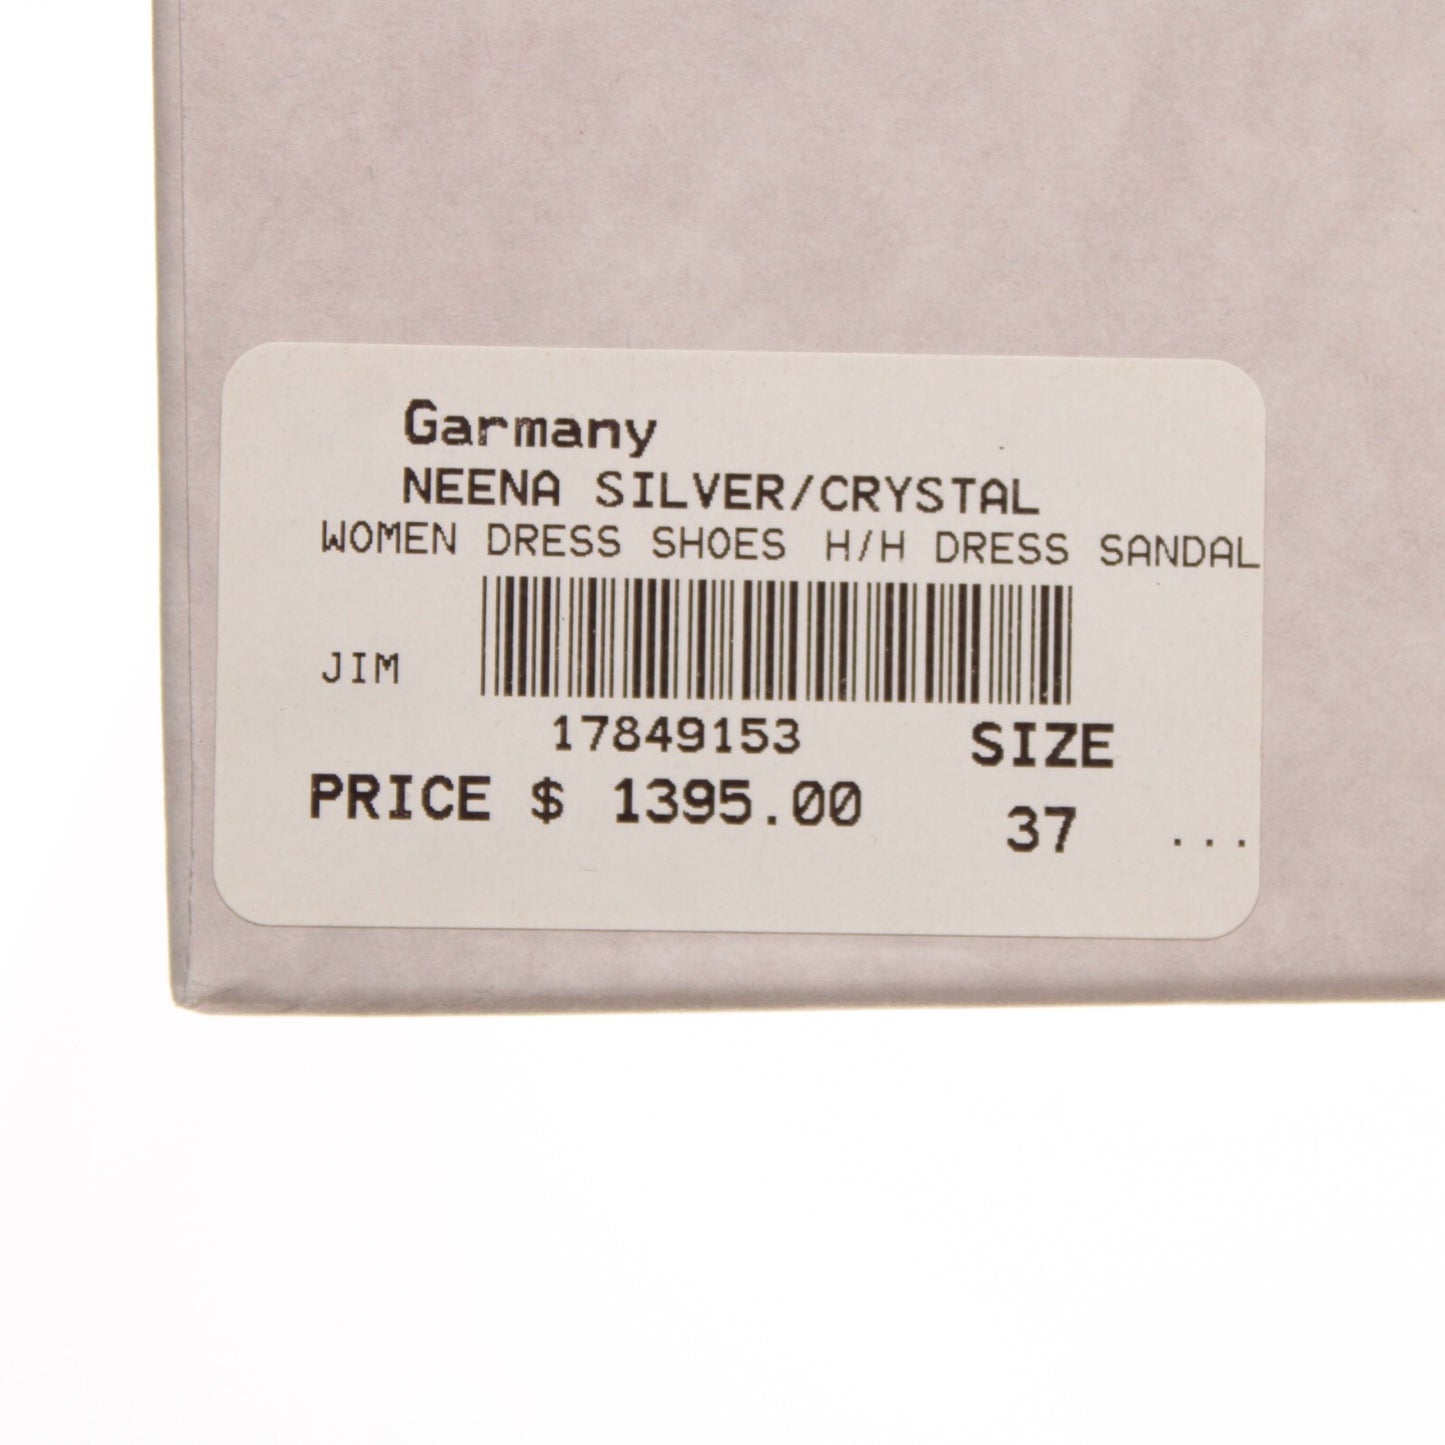 Garmany
NEENA SILVER/CRYSTAL
WOMEN DRESS SHOES H/H DRESS SANDAL
JIM
17849153
SIZE
PRICE $ 1395.00
37 ...